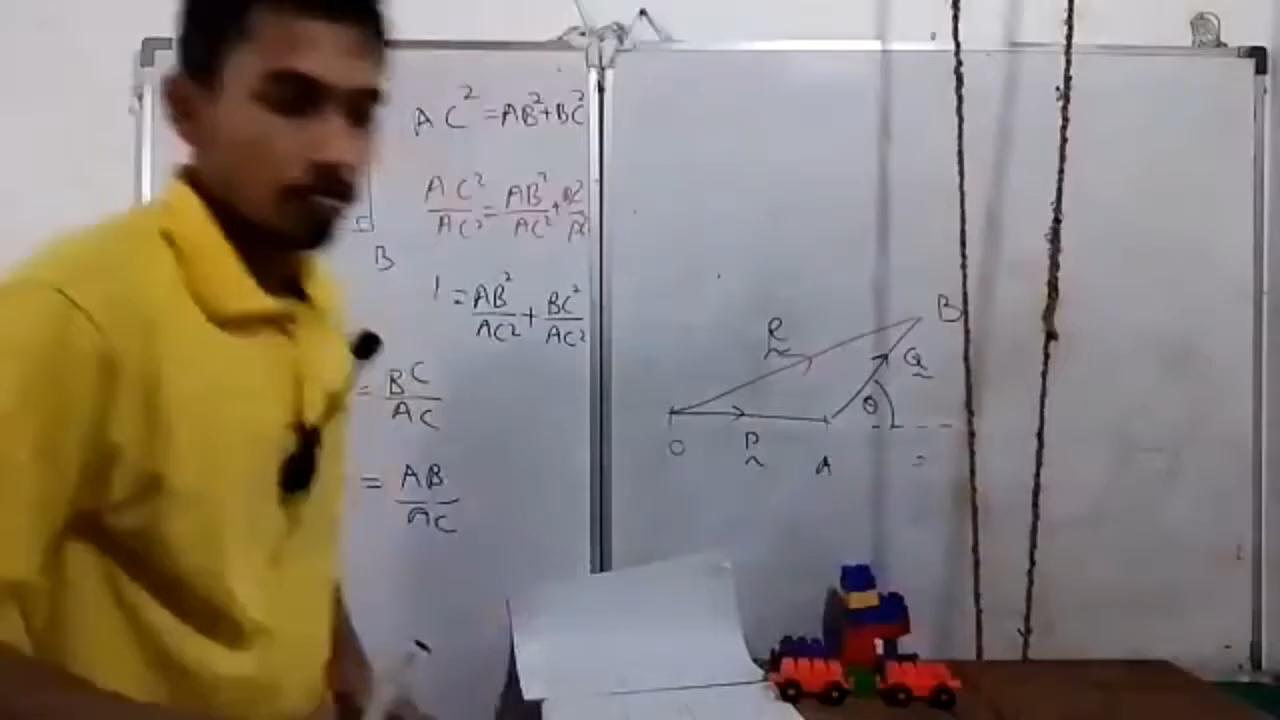 AC²=AB²+BC²
AC²/AC²=AB²/AC²+BC²/AC²
B
1=AB²/AC²+BC²/AC²
=BC/AC
=AB/AC
B
R
Q
θ
O P A
=